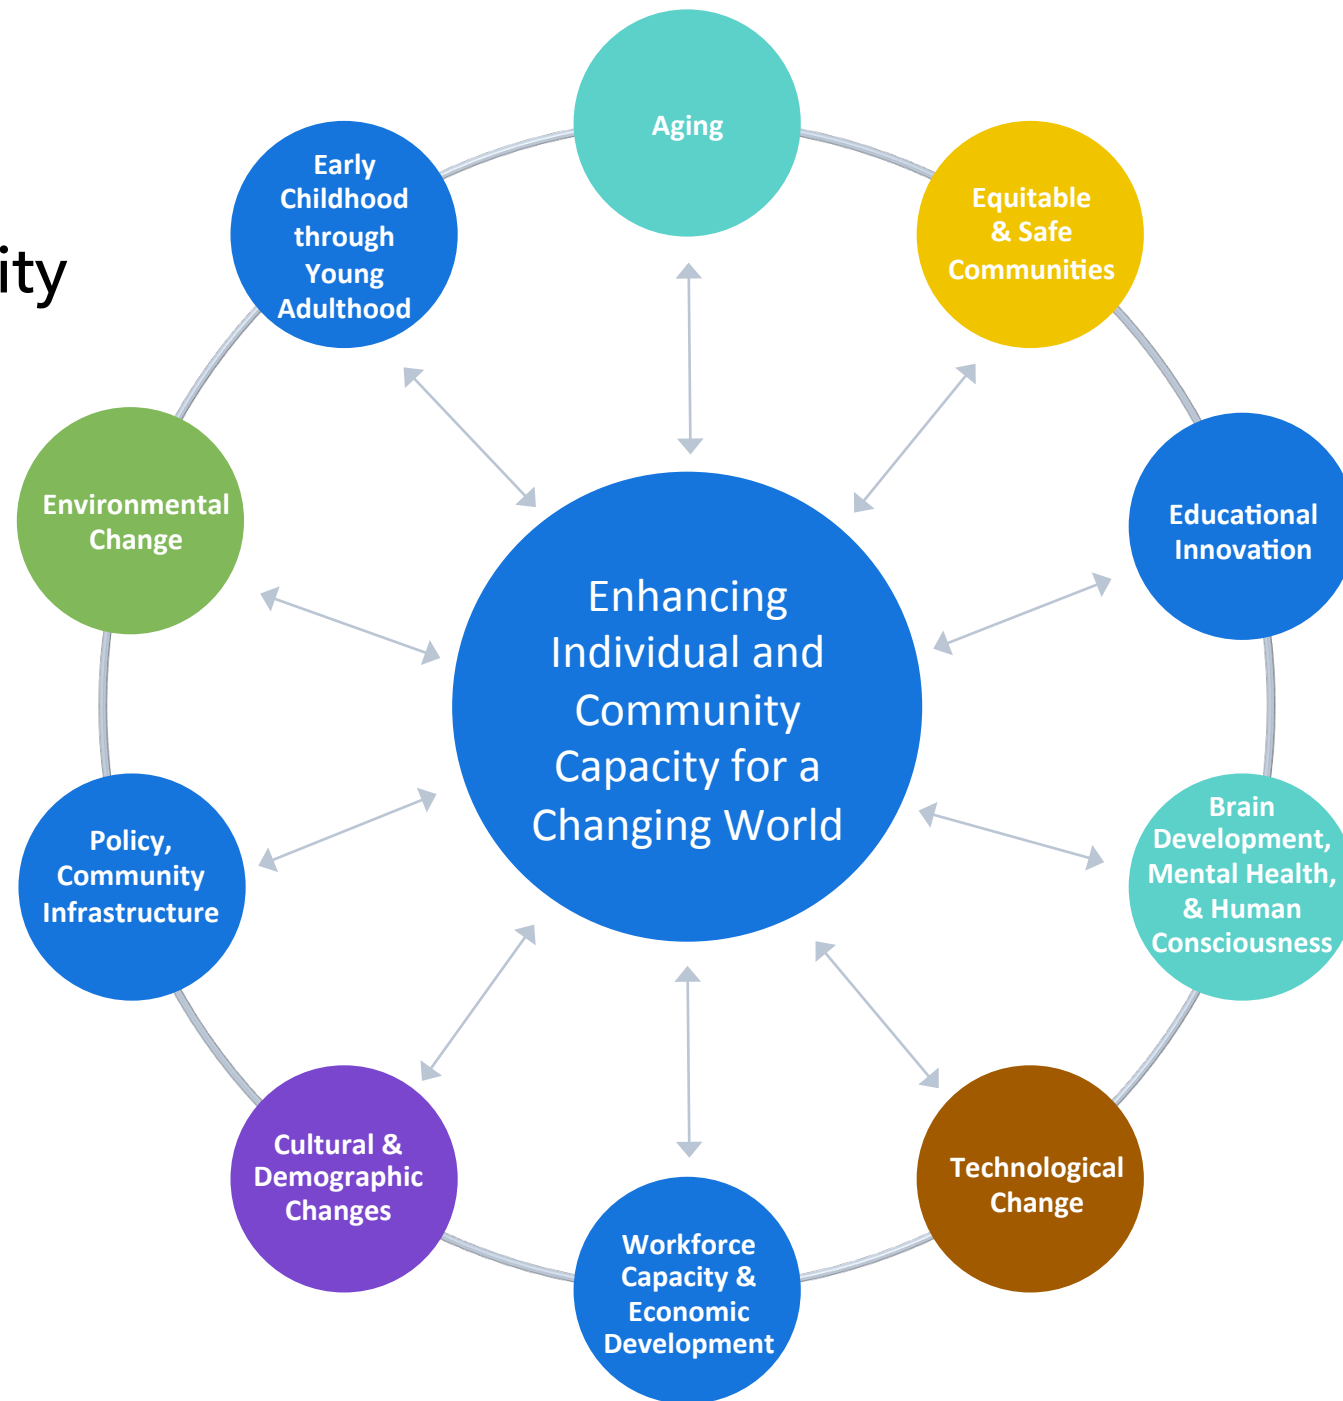 Aging
Equitable
& Safe
Communities
Early
Childhood
through
Young
Adulthood
ity
Environmental
Change
Educational
Innovation
Enhancing
Individual and
Community
Capacity for a
Changing World
Policy,
Community
Infrastructure
Brain
Development,
Mental Health,
& Human
Consciousness
Cultural &
Demographic
Changes
Technological
Change
Workforce
Capacity &
Economic
Development